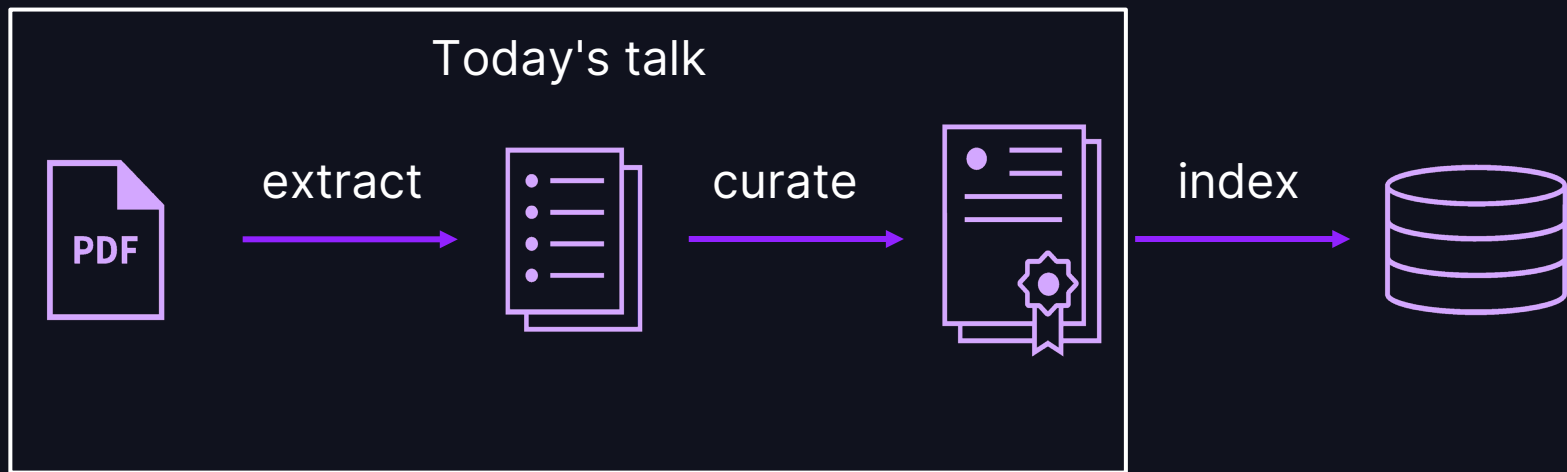 Today's talk
extract
curate
index
PDF